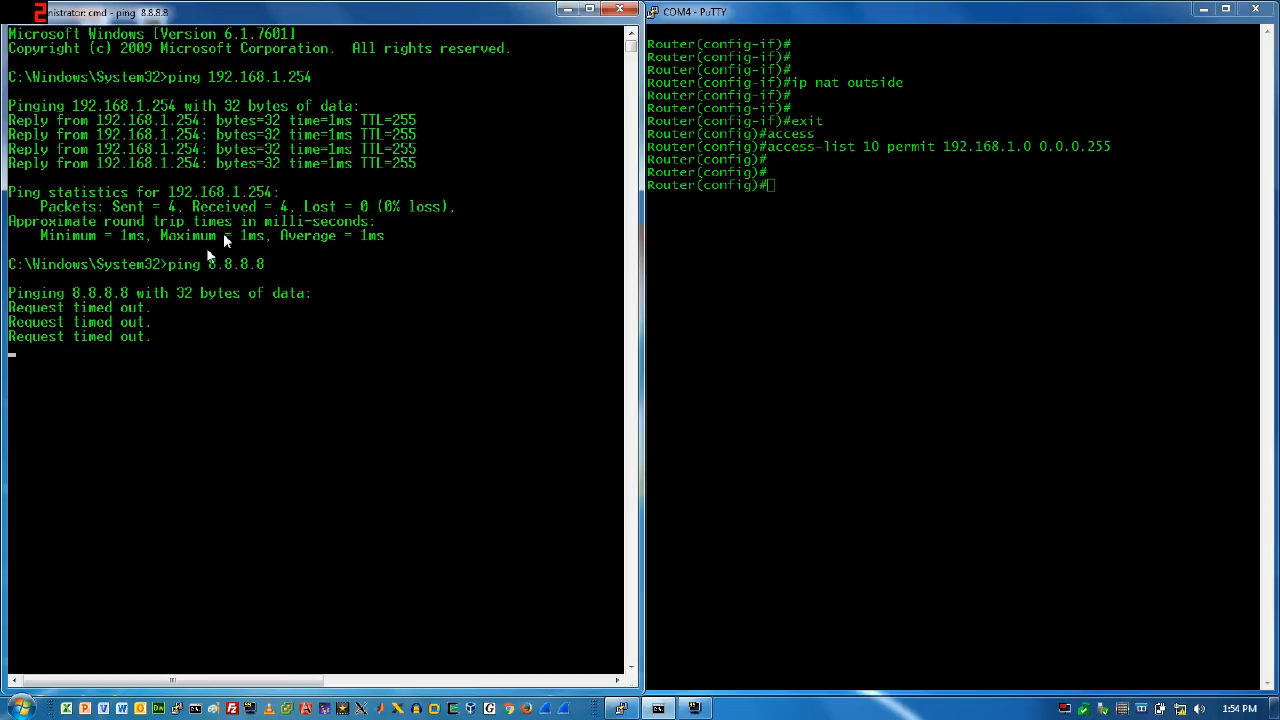 2
nistrator: cmd - ping 8.8.8.8
Microsoft Windows [Version 6.1.7601]
Copyright (c) 2009 Microsoft Corporation. All rights reserved.
C:\Windows\System32>ping 192.168.1.254
Pinging 192.168.1.254 with 32 bytes of data:
Reply from 192.168.1.254: bytes=32 time=1ms TTL=255
Reply from 192.168.1.254: bytes=32 time=1ms TTL=255
Reply from 192.168.1.254: bytes=32 time=1ms TTL=255
Reply from 192.168.1.254: bytes=32 time=1ms TTL=255
Ping statistics for 192.168.1.254:
Packets: Sent = 4, Received = 4, Lost = 0 (0% loss),
Approximate round trip times in milli-seconds:
Minimum = 1ms, Maximum = 1ms, Average = 1ms
C:\Windows\System32>ping 8.8.8.8
Pinging 8.8.8.8 with 32 bytes of data:
Request timed out.
Request timed out.
Request timed out.
COM4 - PuTTY
Router(config-if)#
Router(config-if)#
Router(config-if)#
Router(config-if)#ip nat outside
Router(config-if)#
Router(config-if)#
Router(config-if)#exit
Router(config)#access
Router(config)#access-list 10 permit 192.168.1.0 0.0.0.255
Router(config)#
Router(config)#
Router(config)#
1:54 PM